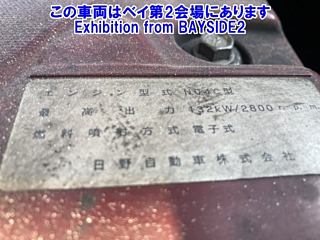 この車両はベイ第2会場にあります
Exhibition from BAYSIDE2
エンジン型式 N04C型
最高出力 132kW/2800 r.p.m.
燃料噴射方式 電子式
日野自動車株式会社